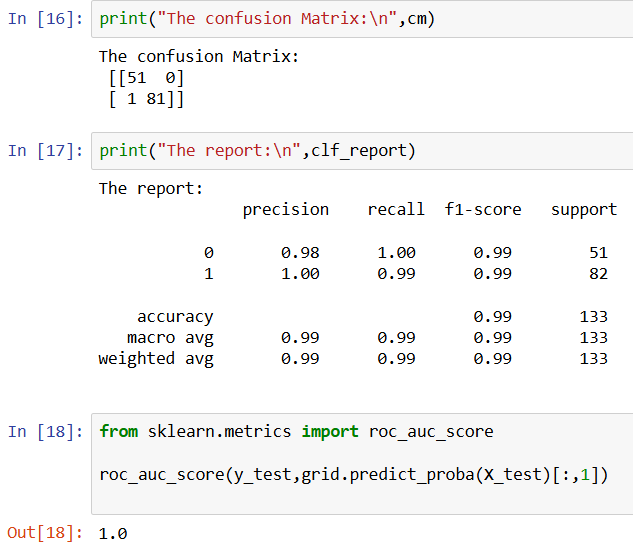 In [16]: print("The confusion Matrix:\n",cm)
The confusion Matrix:
[[51  0]
[ 1 81]]
In [17]: print("The report:\n",clf_report)
The report:
precision    recall  f1-score   support
0       0.98      1.00      0.99        51
1       1.00      0.99      0.99        82
accuracy                           0.99       133
macro avg       0.99      0.99      0.99       133
weighted avg       0.99      0.99      0.99       133
In [18]: from sklearn.metrics import roc_auc_score
roc_auc_score(y_test,grid.predict_proba(X_test)[:,1])
Out[18]: 1.0